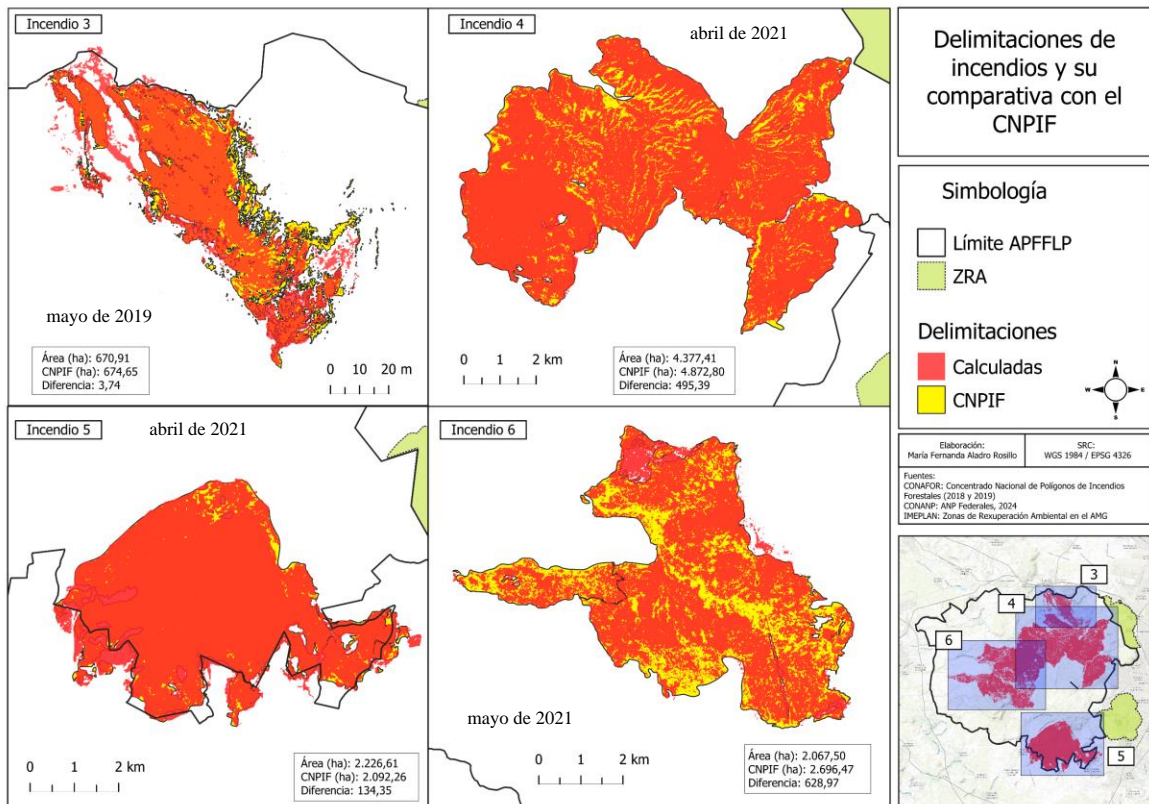 Incendio 3
mayo de 2019
Área (ha): 670,91
CNPIF (ha): 674,65
Diferencia: 3,74
0 10 20 m
Incendio 4
abril de 2021
0 1 2 km
Área (ha): 4.377,41
CNPIF (ha): 4.872,80
Diferencia: 495,39
Incendio 5
abril de 2021
0 1 2 km
Área (ha): 2.226,61
CNPIF (ha): 2.092,26
Diferencia: 134,35
Incendio 6
mayo de 2021
0 1 2 km
Área (ha): 2.067,50
CNPIF (ha): 2.696,47
Diferencia: 628,97
Delimitaciones de
incendios y su
comparativa con el
CNPIF
Simbología
Límite APFFLP
ZRA
Delimitaciones
Calculadas
CNPIF
N
W E
S
Elaboración:
María Fernanda Aladro Rosillo
SRC:
WGS 1984 / EPSG 4326
Fuentes:
CONAFOR: Concentrado Nacional de Polígonos de Incendios
Forestales (2018 y 2019)
CONANP: ANP Federales, 2024
IMEPLAN: Zonas de Rexuperación Ambiental en el AMG
3
4
6
5